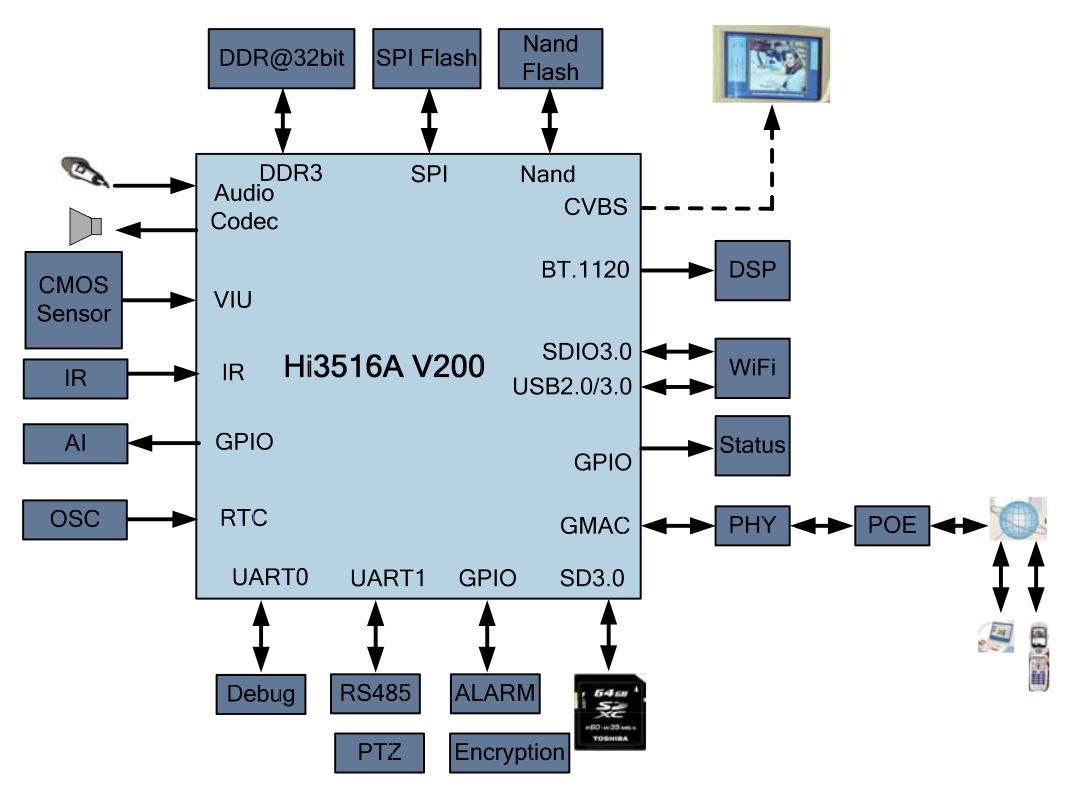 DDR@32bit
SPI Flash
Nand
Flash
DDR3
SPI
Nand
Audio
Codec
CVBS
CMOS
Sensor
VIU
BT.1120
DSP
Hi3516A V200
SDIO3.0
USB2.0/3.0
WiFi
IR
IR
AI
GPIO
GPIO
Status
OSC
RTC
GMAC
PHY
POE
UART0
UART1
GPIO
SD3.0
Debug
RS485
ALARM
64GB
SD
XC
TOSHIBA
PTZ
Encryption